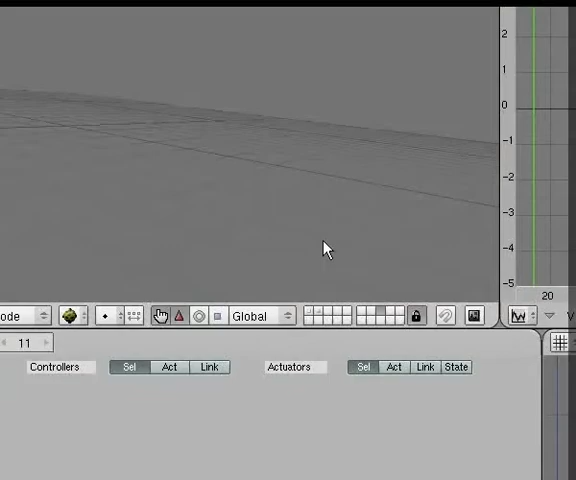 2
1
0
-1
-2
-3
-4
-5
20
ode
Global
V
11
Controllers
Sel
Act
Link
Actuators
Sel
Act
Link
State